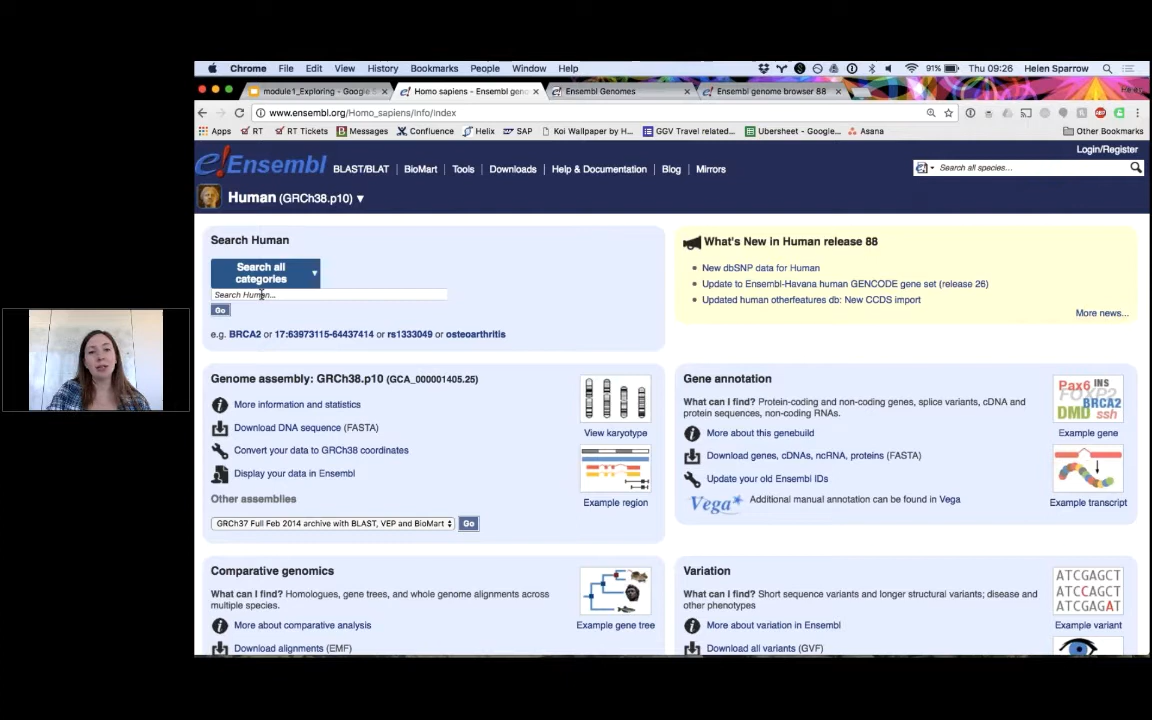 Chrome File Edit View History Bookmarks People Window Help 91% Thu 09:26 Helen Sparrow
module1_Exploring - Google S Homo sapiens - Ensembl geno Ensembl Genomes Ensembl genome browser 88
www.ensembl.org/Homo_sapiens/Info/Index
Apps RT RT Tickets Messages Confluence Helix SAP Koi Wallpaper by H... GGV Travel related... Ubersheet - Google... Asana Other Bookmarks
Login/Register
e!Ensembl BLAST/BLAT BioMart Tools Downloads Help & Documentation Blog Mirrors Search all species...
Human (GRCh38.p10)
Search Human
Search all categories
Search Human...
Go
e.g. BRCA2 or 17:63973115-64437414 or rs1333049 or osteoarthritis
What's New in Human release 88
New dbSNP data for Human
Update to Ensembl-Havana human GENCODE gene set (release 26)
Updated human otherfeatures db: New CCDS import
More news...
Genome assembly: GRCh38.p10 (GCA_000001405.25)
More information and statistics
Download DNA sequence (FASTA)
Convert your data to GRCh38 coordinates
Display your data in Ensembl
Other assemblies
GRCh37 Full Feb 2014 archive with BLAST, VEP and BioMart Go
View karyotype
Example region
Gene annotation
What can I find? Protein-coding and non-coding genes, splice variants, cDNA and
protein sequences, non-coding RNAs.
More about this genebuild
Download genes, cDNAs, ncRNA, proteins (FASTA)
Update your old Ensembl IDs
Vega Additional manual annotation can be found in Vega
Pax6 INS
FOXP2
BRCA2
DMD ssh
Example gene
Example transcript
Comparative genomics
What can I find? Homologues, gene trees, and whole genome alignments across
multiple species.
More about comparative analysis
Download alignments (EMF)
Example gene tree
Variation
What can I find? Short sequence variants and longer structural variants; disease and
other phenotypes
More about variation in Ensembl
Download all variants (GVF)
ATCGAGCT
ATCCAGCT
ATCGAGAT
Example variant